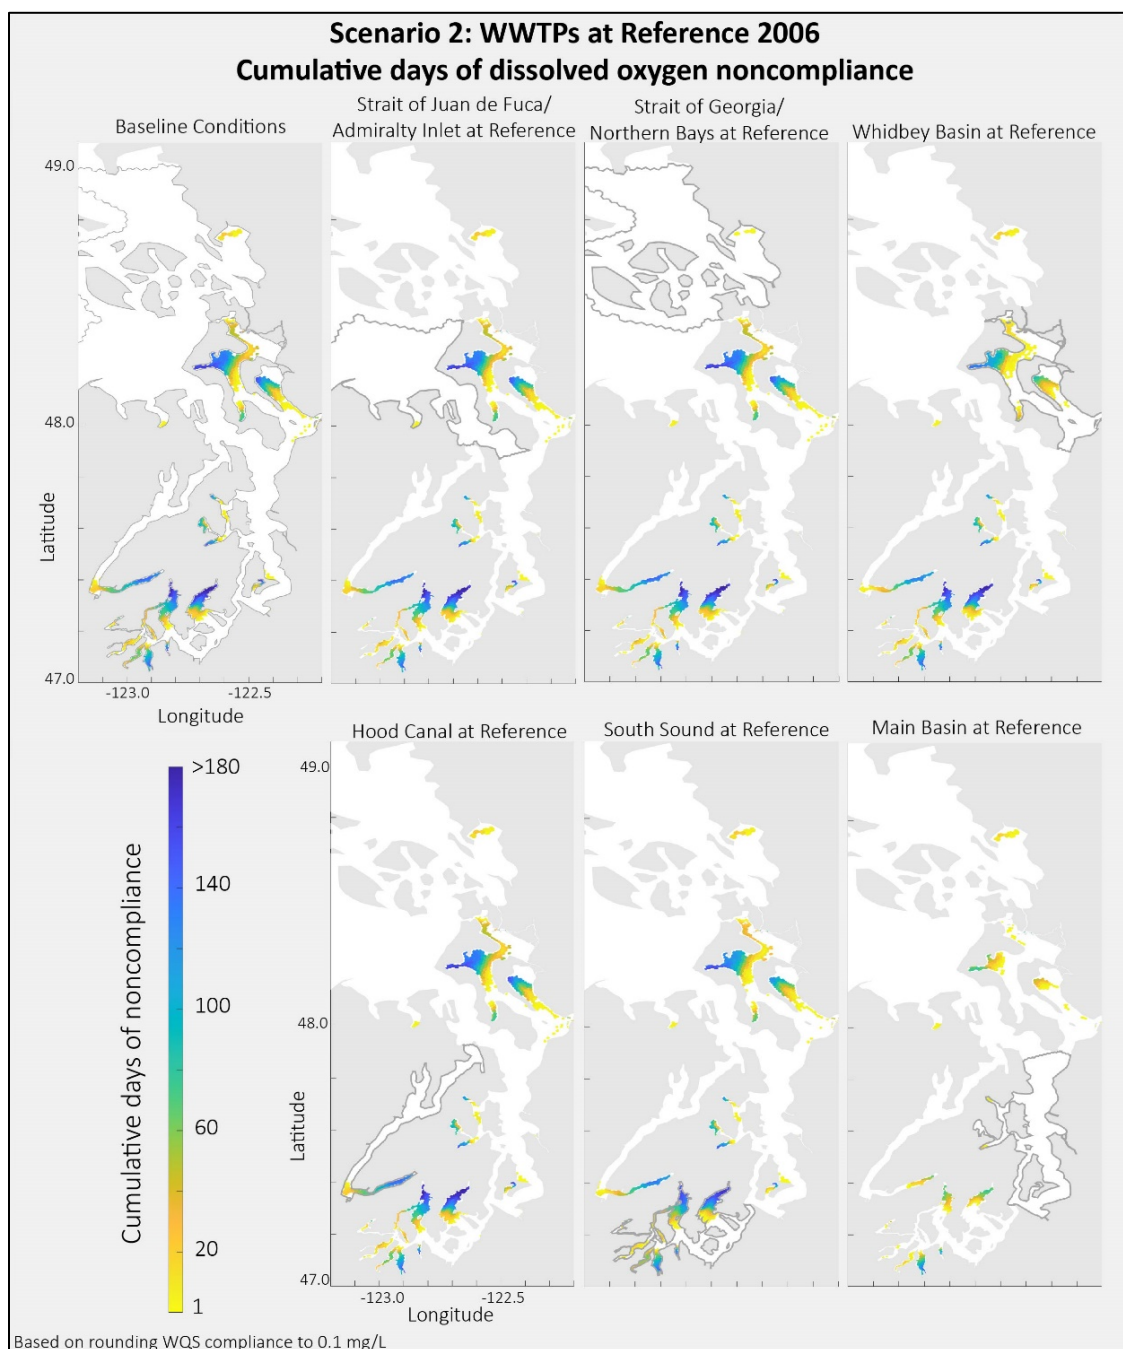 Scenario 2: WWTPs at Reference 2006
Cumulative days of dissolved oxygen noncompliance
Baseline Conditions
Strait of Juan de Fuca/
Admiralty Inlet at Reference
Strait of Georgia/
Northern Bays at Reference
Whidbey Basin at Reference
49.0
48.0
47.0
Latitude
-123.0
-122.5
Longitude
Hood Canal at Reference
South Sound at Reference
Main Basin at Reference
49.0
48.0
47.0
Latitude
-123.0
-122.5
Longitude
Cumulative days of noncompliance
>180
140
100
60
20
1
Based on rounding WQS compliance to 0.1 mg/L